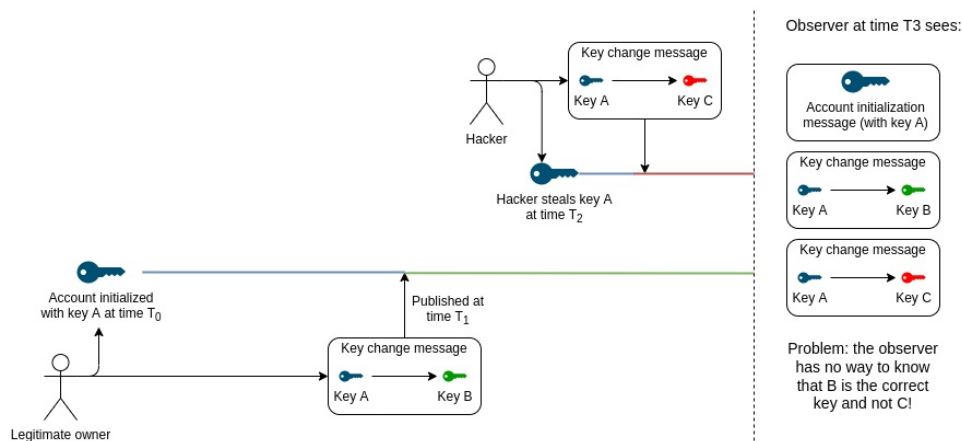 Observer at time T3 sees:
Key change message
Key A
Key C
Hacker
Hacker steals key A
at time T2
Account initialized
with key A at time T0
Published at
time T1
Key change message
Key A
Key B
Legitimate owner
Account initialization
message (with key A)
Key change message
Key A
Key B
Key change message
Key A
Key C
Problem: the observer
has no way to know
that B is the correct
key and not C!